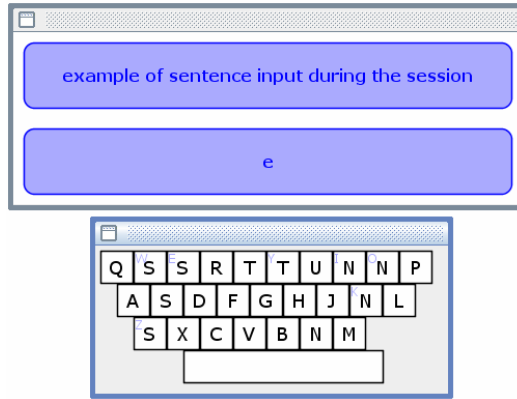 example of sentence input during the session
e
Q W S E S R T Y T U I N O N P
A S D F G H J K N L
Z S X C V B N M